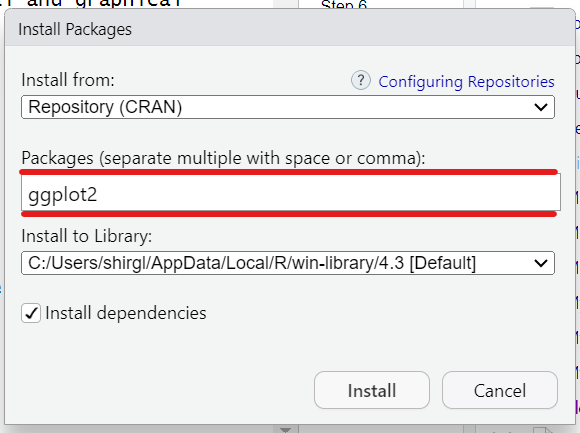 and graphical
Step 6
Install Packages
Install from:
? Configuring Repositories
Repository (CRAN)
Packages (separate multiple with space or comma):
ggplot2
Install to Library:
C:/Users/shirgl/AppData/Local/R/win-library/4.3 [Default]
Install dependencies
Install
Cancel